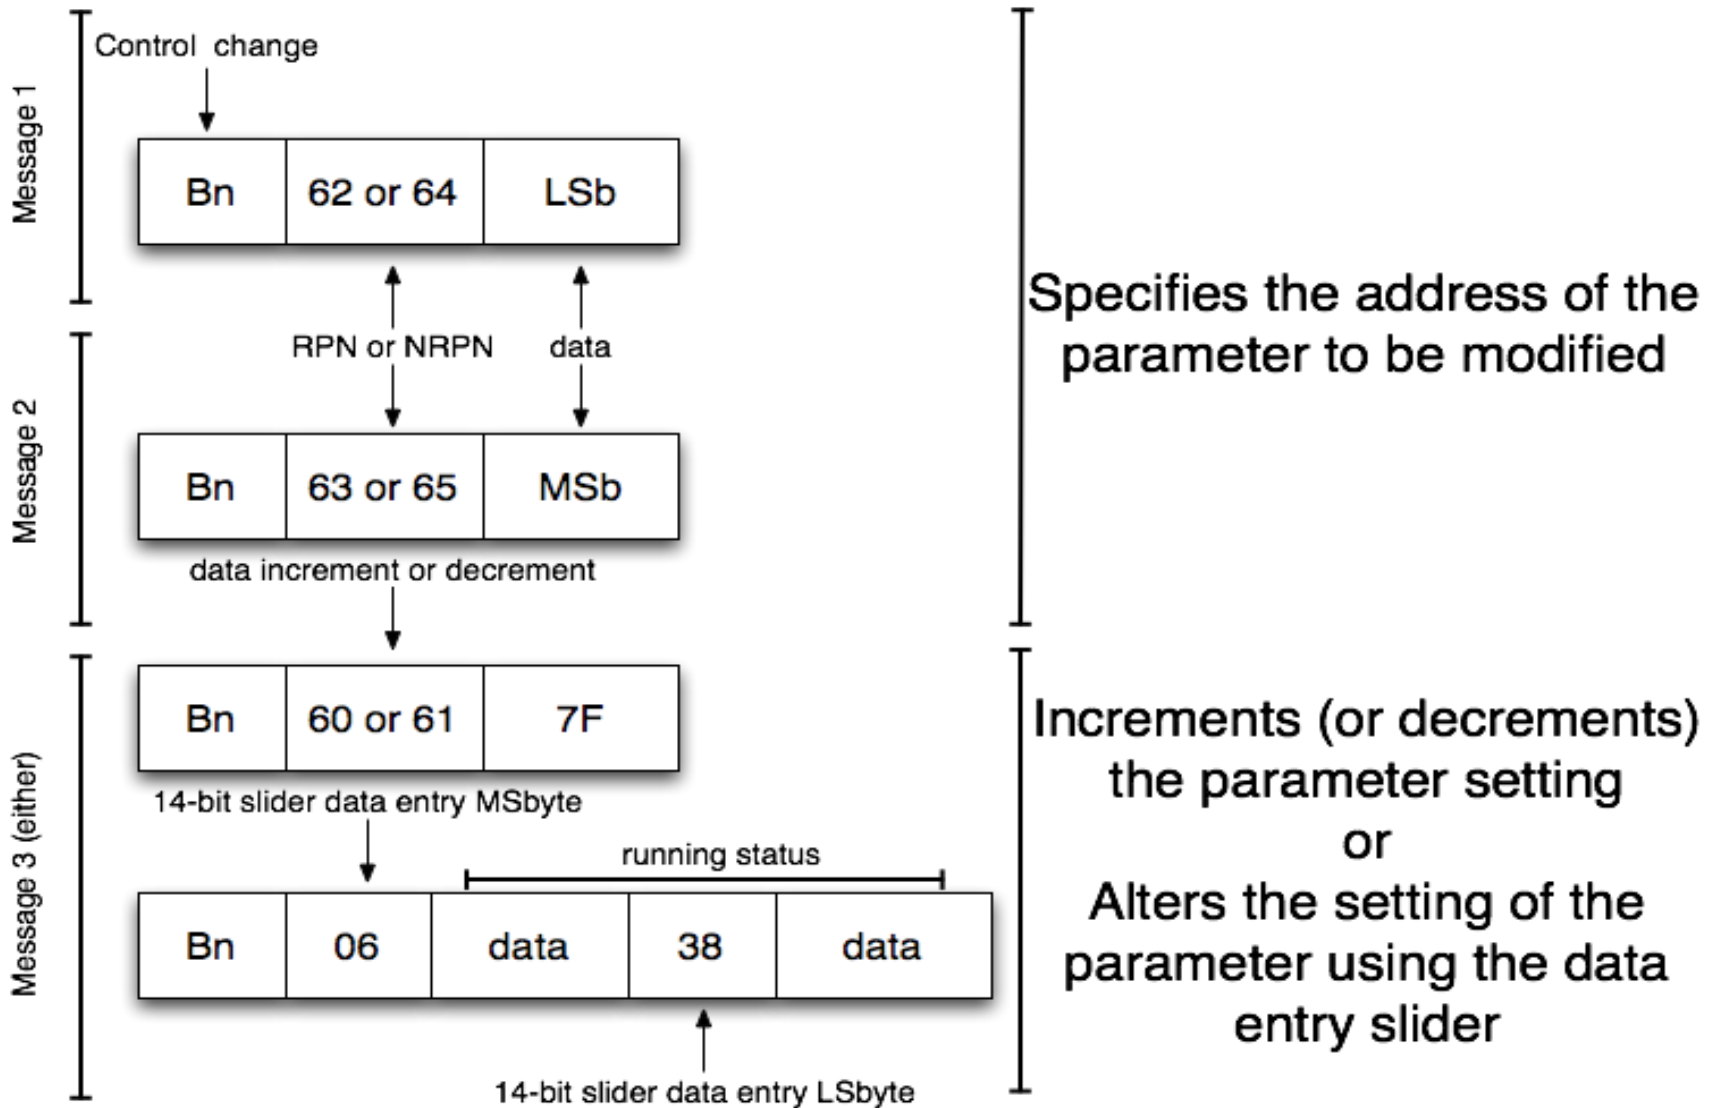 Message 1
Control change
Bn
62 or 64
LSb
RPN or NRPN
data
Message 2
Bn
63 or 65
MSb
Specifies the address of the
parameter to be modified
data increment or decrement
Message 3 (either)
Bn
60 or 61
7F
14-bit slider data entry MSbyte
running status
Bn
06
data
38
data
14-bit slider data entry LSbyte
Increments (or decrements)
the parameter setting
or
Alters the setting of the
parameter using the data
entry slider